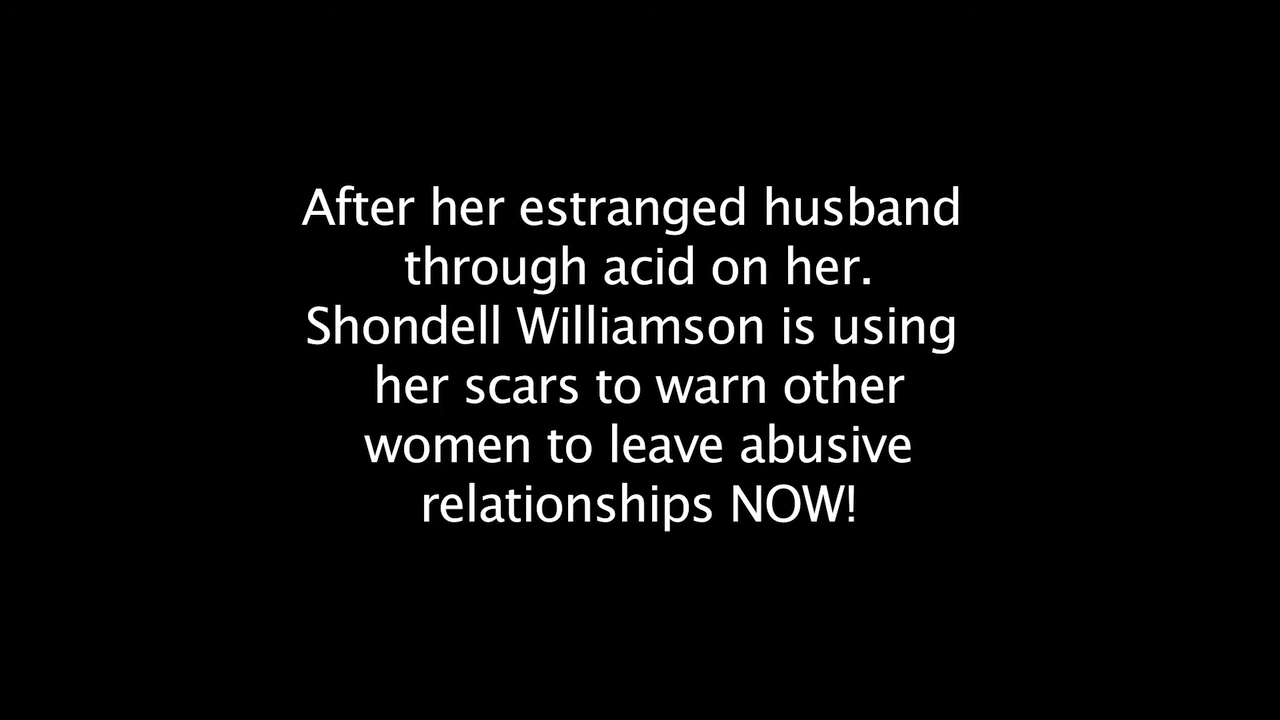 After her estranged husband
through acid on her.
Shondell Williamson is using
her scars to warn other
women to leave abusive
relationships NOW!